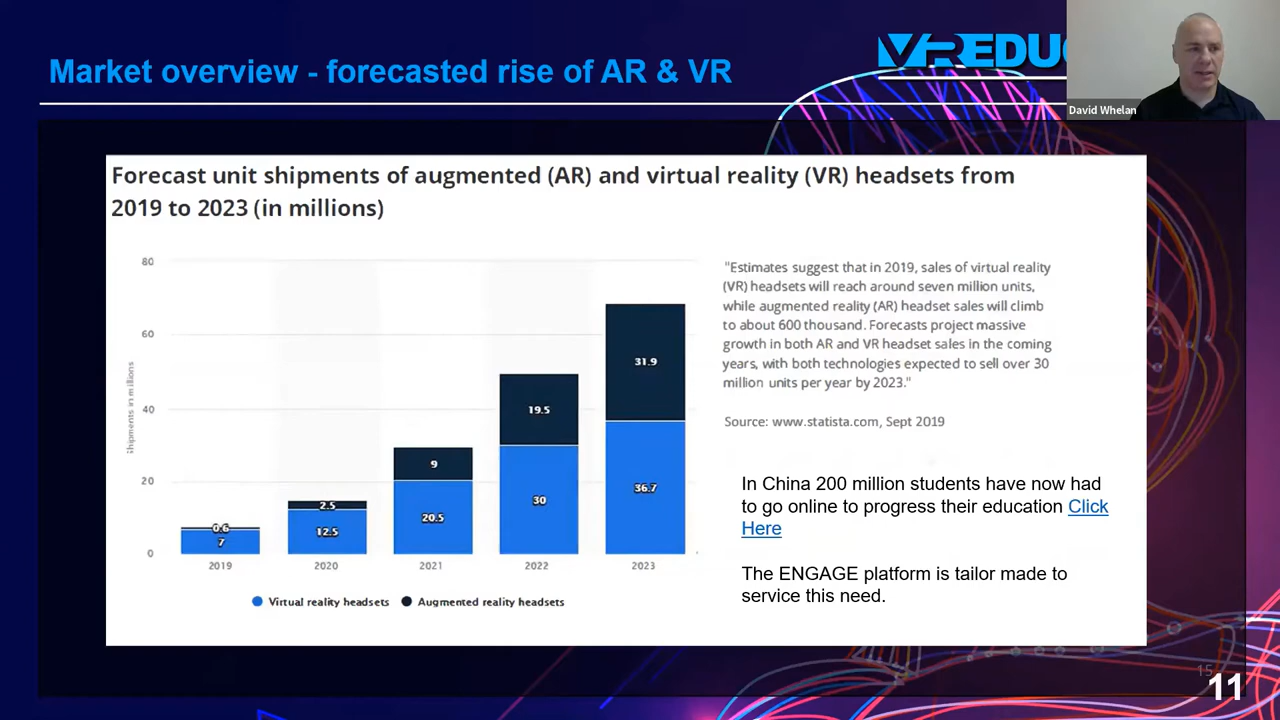 Market overview - forecasted rise of AR & VR
VREDU
David Whelan
Forecast unit shipments of augmented (AR) and virtual reality (VR) headsets from
2019 to 2023 (in millions)
80
60
40
20
0
Shipments in millions
0.6
7
2.5
12.5
9
20.5
19.5
30
31.9
36.7
2019 2020 2021 2022 2023
Virtual reality headsets Augmented reality headsets
"Estimates suggest that in 2019, sales of virtual reality
(VR) headsets will reach around seven million units,
while augmented reality (AR) headset sales will climb
to about 600 thousand. Forecasts project massive
growth in both AR and VR headset sales in the coming
years, with both technologies expected to sell over 30
million units per year by 2023."
Source: www.statista.com, Sept 2019
In China 200 million students have now had
to go online to progress their education Click
Here
The ENGAGE platform is tailor made to
service this need.
15
11